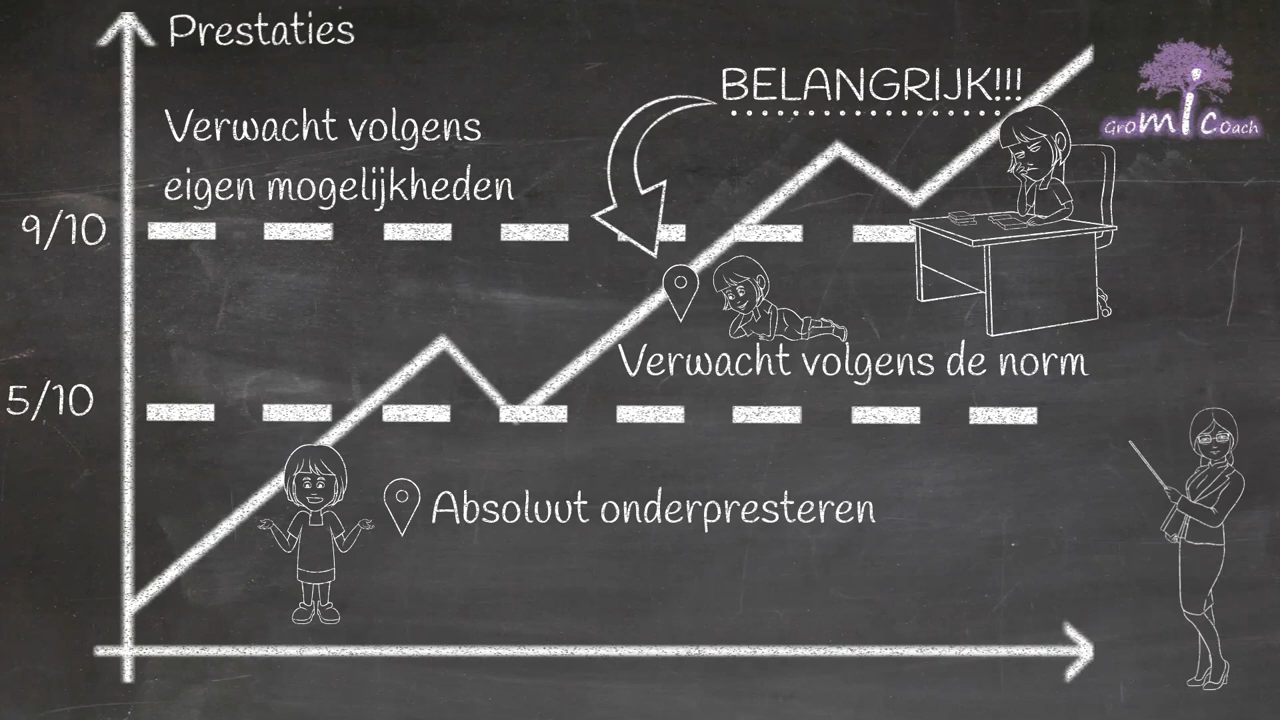 Prestaties
BELANGRIJK!!!
GromiCoach
Verwacht volgens
eigen mogelijkheden
9/10
Verwacht volgens de norm
5/10
Absoluut onderpresteren